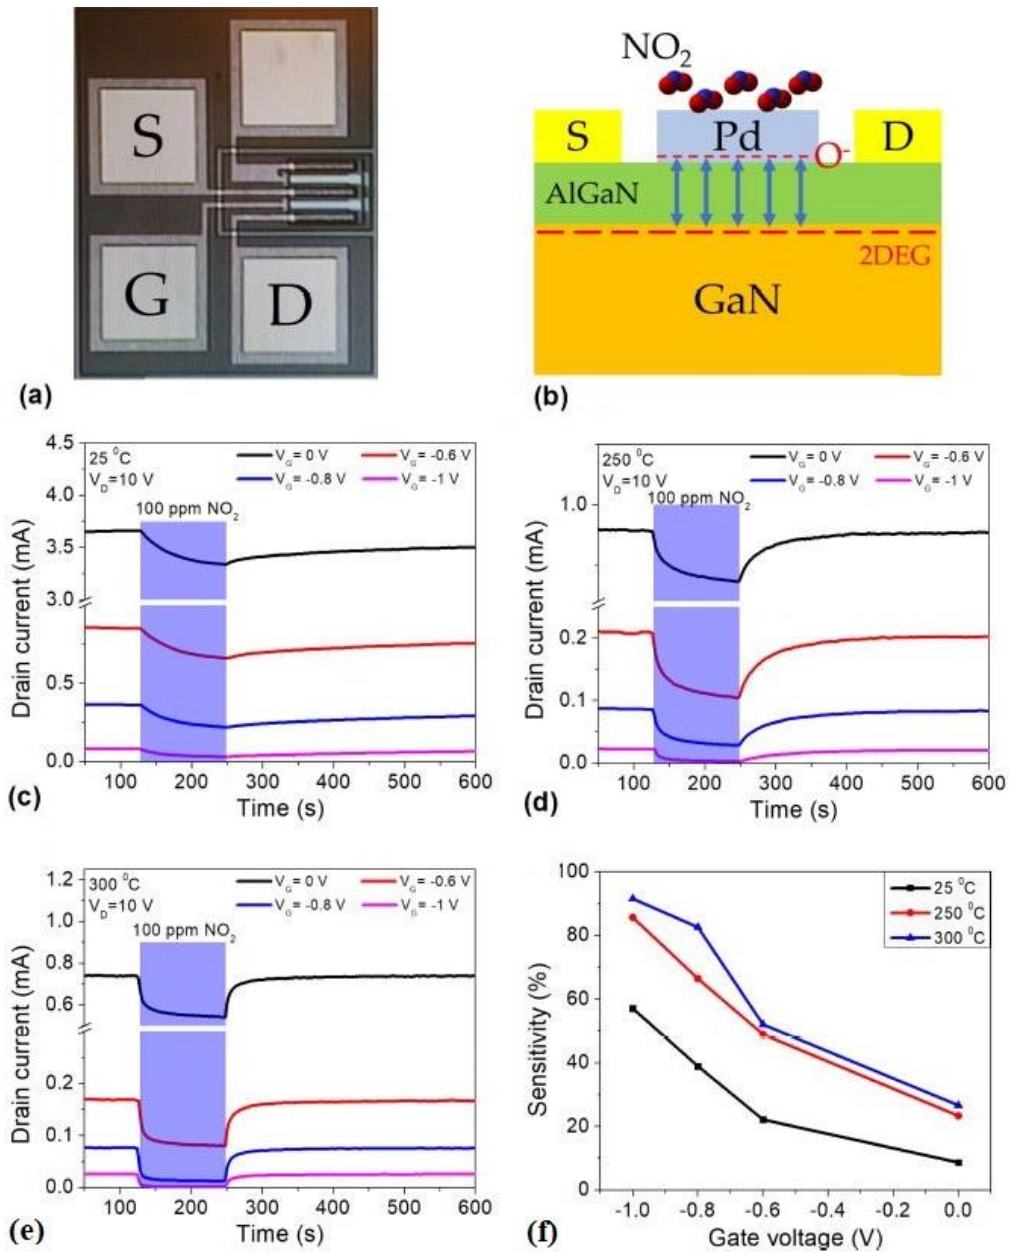 S
G
D
(a)
NO2
S
Pd
D
O-
AlGaN
2DEG
GaN
(b)
25 ⁰C
VD=10 V
VG= 0 V
VG= -0.6 V
VG= -0.8 V
VG= -1 V
100 ppm NO2
4.5
4.0
3.5
3.0
0.5
0.0
Drain current (mA)
100 200 300 400 500 600
Time (s)
(c)
250 ⁰C
VD=10 V
VG= 0 V
VG= -0.6 V
VG= -0.8 V
VG= -1 V
100 ppm NO2
1.0
0.2
0.1
0.0
Drain current (mA)
100 200 300 400 500 600
Time (s)
(d)
300 ⁰C
VD=10 V
VG= 0 V
VG= -0.6 V
VG= -0.8 V
VG= -1 V
100 ppm NO2
1.2
1.0
0.8
0.6
0.2
0.1
0.0
Drain current (mA)
100 200 300 400 500 600
Time (s)
(e)
25 ⁰C
250 ⁰C
300 ⁰C
100
80
60
40
20
0
Sensitivity (%)
-1.0 -0.8 -0.6 -0.4 -0.2 0.0
Gate voltage (V)
(f)